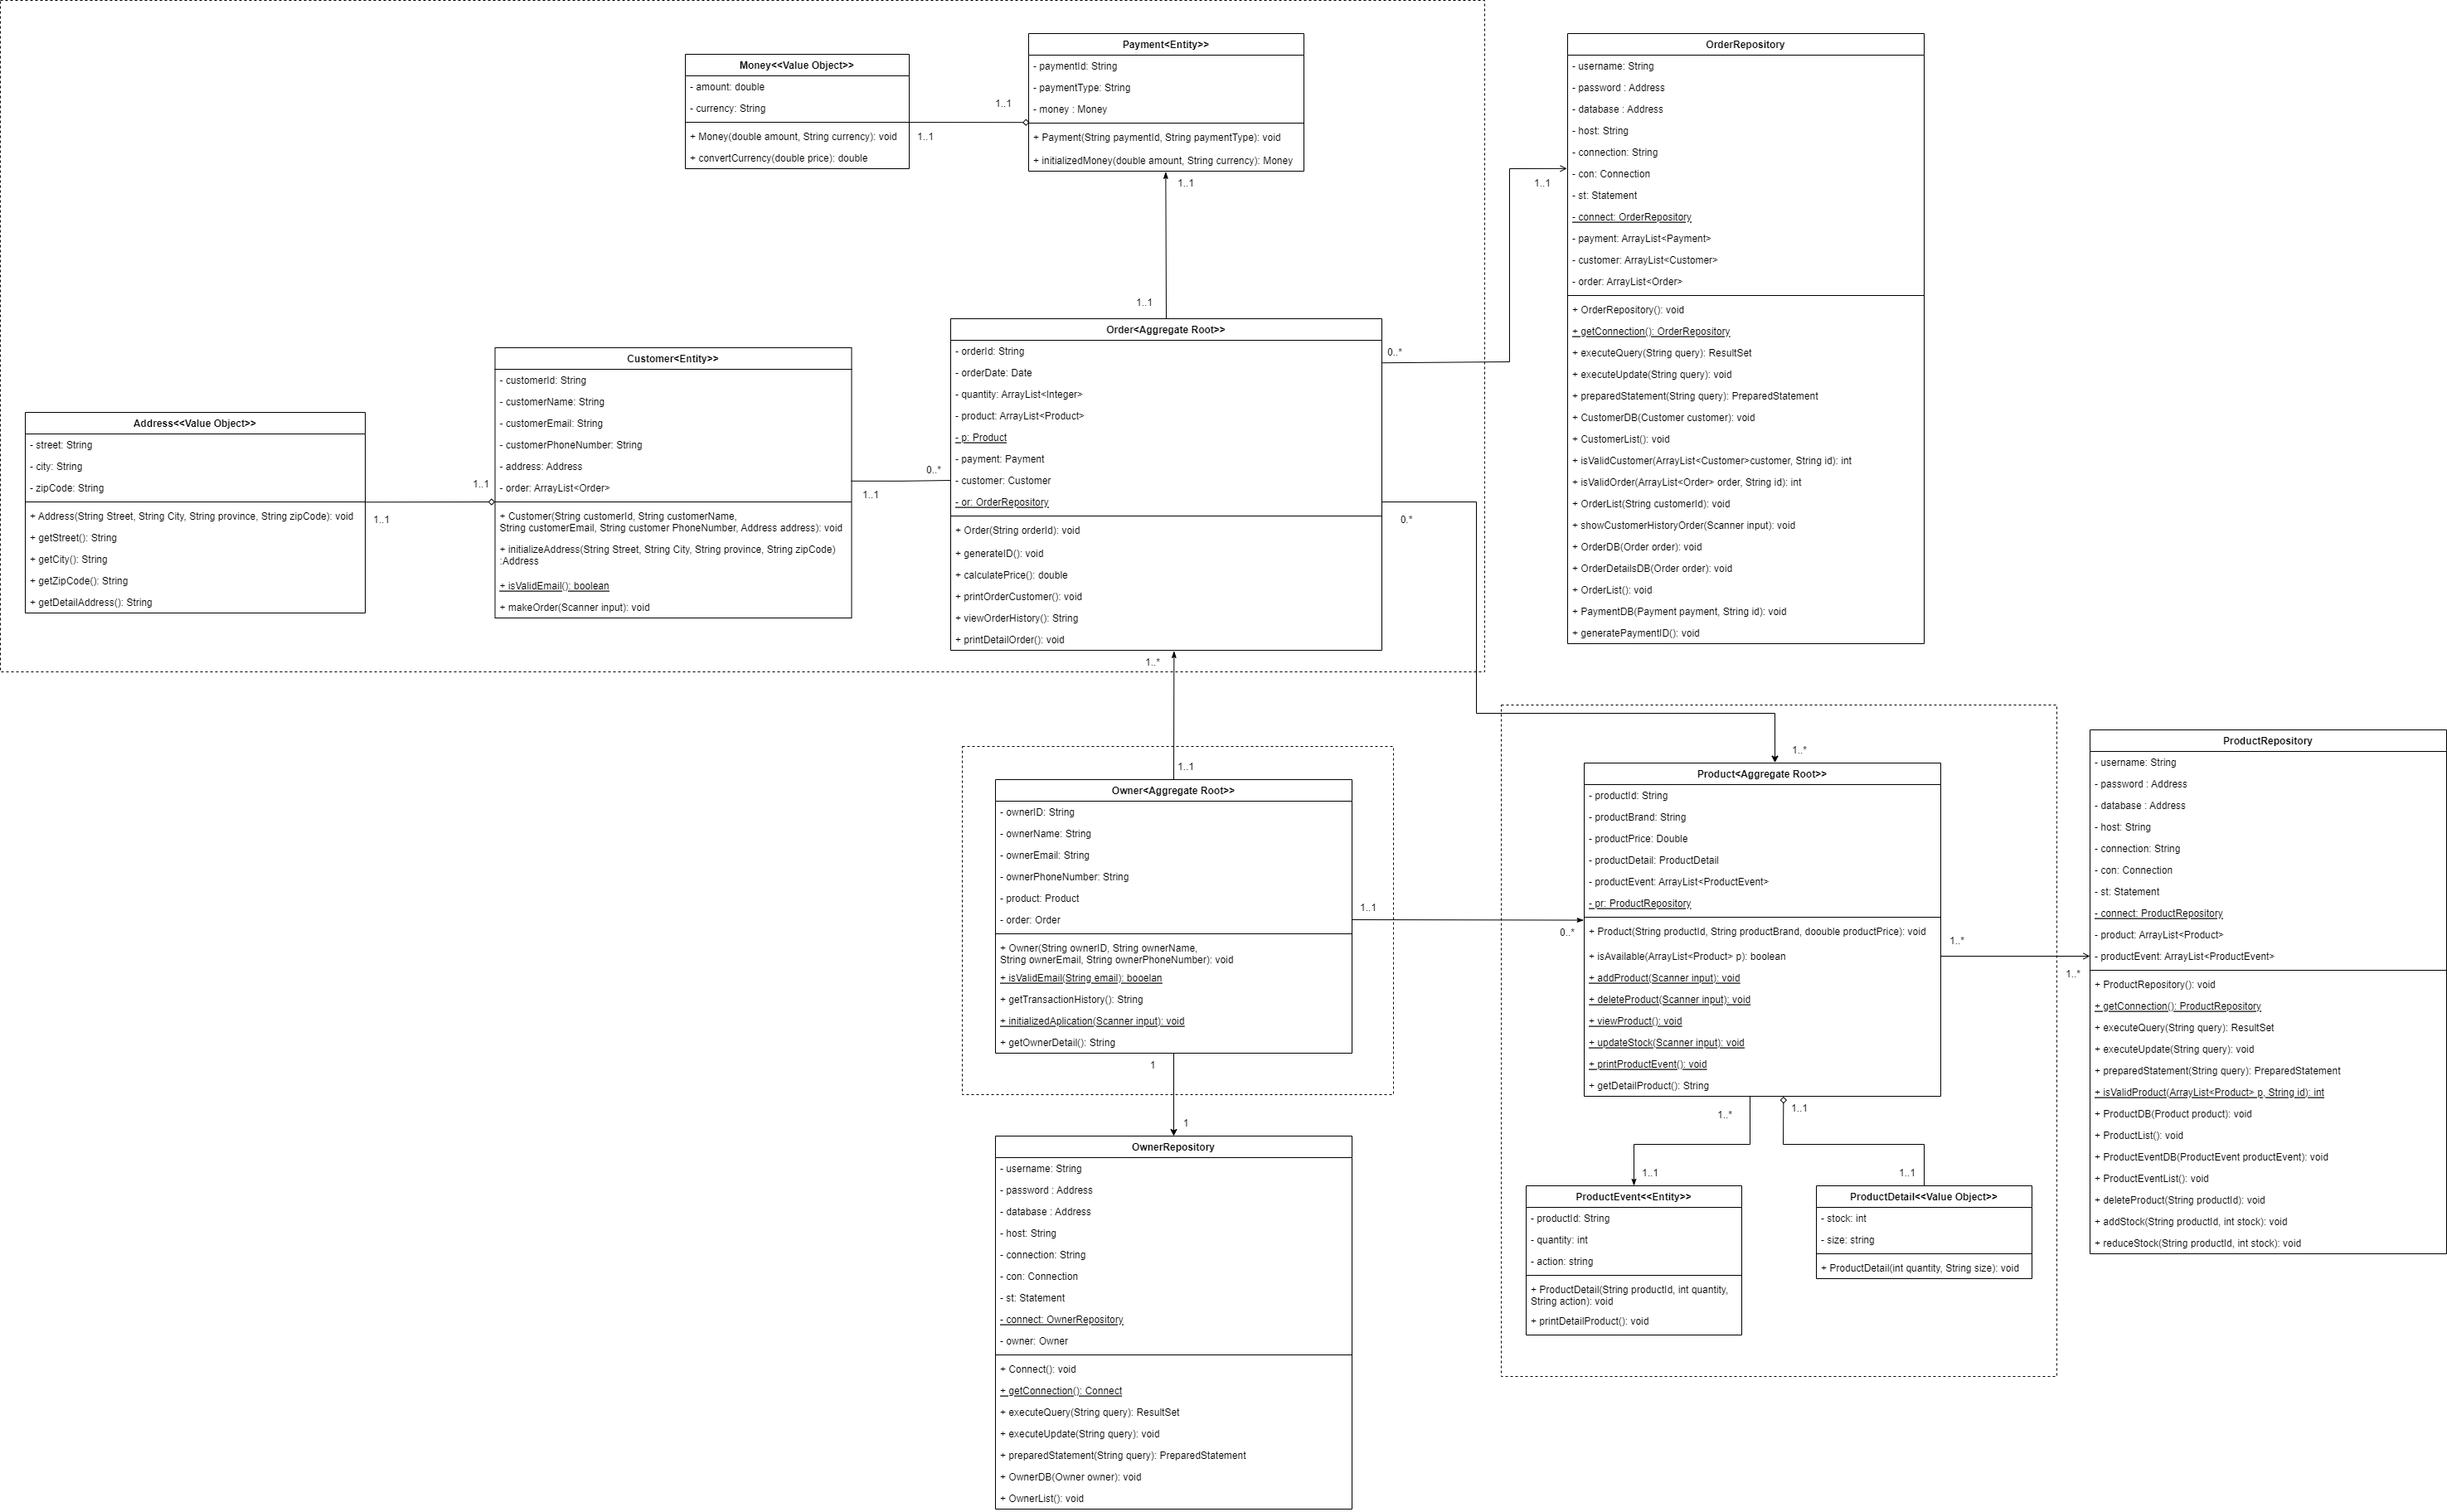 Money<<Value Object>>
- amount: double
- currency: String
+ Money(double amount, String currency): void
+ convertCurrency(double price): double
1..1
1..1
Payment<Entity>>
- paymentId: String
- paymentType: String
- money : Money
+ Payment(String paymentId, String paymentType): void
+ initializedMoney(double amount, String currency): Money
1..1
1..1
OrderRepository
- username: String
- password : Address
- database : Address
- host: String
- connection: String
- con: Connection
- st: Statement
- connect: OrderRepository
- payment: ArrayList<Payment>
- customer: ArrayList<Customer>
- order: ArrayList<Order>
+ OrderRepository(): void
+ getConnection(): OrderRepository
+ executeQuery(String query): ResultSet
+ executeUpdate(String query): void
+ preparedStatement(String query): PreparedStatement
+ CustomerDB(Customer customer): void
+ CustomerList(): void
+ isValidCustomer(ArrayList<Customer>customer, String id): int
+ isValidOrder(ArrayList<Order> order, String id): int
+ OrderList(String customerId): void
+ showCustomerHistoryOrder(Scanner input): void
+ OrderDB(Order order): void
+ OrderDetailsDB(Order order): void
+ OrderList(): void
+ PaymentDB(Payment payment, String id): void
+ generatePaymentID(): void
1..1
0..*
Address<<Value Object>>
- street: String
- city: String
- zipCode: String
+ Address(String Street, String City, String province, String zipCode): void
+ getStreet(): String
+ getCity(): String
+ getZipCode(): String
+ getDetailAddress(): String
1..1
1..1
Customer<Entity>>
- customerId: String
- customerName: String
- customerEmail: String
- customerPhoneNumber: String
- address: Address
- order: ArrayList<Order>
+ Customer(String customerId, String customerName,
String customerEmail, String customer PhoneNumber, Address address): void
+ initializeAddress(String Street, String City, String province, String zipCode)
:Address
+ isValidEmail(): boolean
+ makeOrder(Scanner input): void
0..*
1..1
Order<Aggregate Root>>
- orderId: String
- orderDate: Date
- quantity: ArrayList<Integer>
- product: ArrayList<Product>
- p: Product
- payment: Payment
- customer: Customer
- or: OrderRepository
+ Order(String orderId): void
+ generateID(): void
+ calculatePrice(): double
+ printOrderCustomer(): void
+ viewOrderHistory(): String
+ printDetailOrder(): void
0.*
1..*
1..1
Owner<Aggregate Root>>
- ownerID: String
- ownerName: String
- ownerEmail: String
- ownerPhoneNumber: String
- product: Product
- order: Order
+ Owner(String ownerID, String ownerName,
String ownerEmail, String ownerPhoneNumber): void
+ isValidEmail(String email): booelan
+ getTransactionHistory(): String
+ initializedAplication(Scanner input): void
+ getOwnerDetail(): String
1..1
0..*
1
1
OwnerRepository
- username: String
- password : Address
- database : Address
- host: String
- connection: String
- con: Connection
- st: Statement
- connect: OwnerRepository
- owner: Owner
+ Connect(): void
+ getConnection(): Connect
+ executeQuery(String query): ResultSet
+ executeUpdate(String query): void
+ preparedStatement(String query): PreparedStatement
+ OwnerDB(Owner owner): void
+ OwnerList(): void
1..*
Product<Aggregate Root>>
- productId: String
- productBrand: String
- productPrice: Double
- productDetail: ProductDetail
- productEvent: ArrayList<ProductEvent>
- pr: ProductRepository
+ Product(String productId, String productBrand, doouble productPrice): void
+ isAvailable(ArrayList<Product> p): boolean
+ addProduct(Scanner input): void
+ deleteProduct(Scanner input): void
+ viewProduct(): void
+ updateStock(Scanner input): void
+ printProductEvent(): void
+ getDetailProduct(): String
1..*
1..*
1..*
1..1
1..1
1..1
ProductEvent<<Entity>>
- productId: String
- quantity: int
- action: string
+ ProductDetail(String productId, int quantity,
String action): void
+ printDetailProduct(): void
ProductDetail<<Value Object>>
- stock: int
- size: string
+ ProductDetail(int quantity, String size): void
ProductRepository
- username: String
- password : Address
- database : Address
- host: String
- connection: String
- con: Connection
- st: Statement
- connect: ProductRepository
- product: ArrayList<Product>
- productEvent: ArrayList<ProductEvent>
+ ProductRepository(): void
+ getConnection(): ProductRepository
+ executeQuery(String query): ResultSet
+ executeUpdate(String query): void
+ preparedStatement(String query): PreparedStatement
+ isValidProduct(ArrayList<Product> p, String id): int
+ ProductDB(Product product): void
+ ProductList(): void
+ ProductEventDB(ProductEvent productEvent): void
+ ProductEventList(): void
+ deleteProduct(String productId): void
+ addStock(String productId, int stock): void
+ reduceStock(String productId, int stock): void